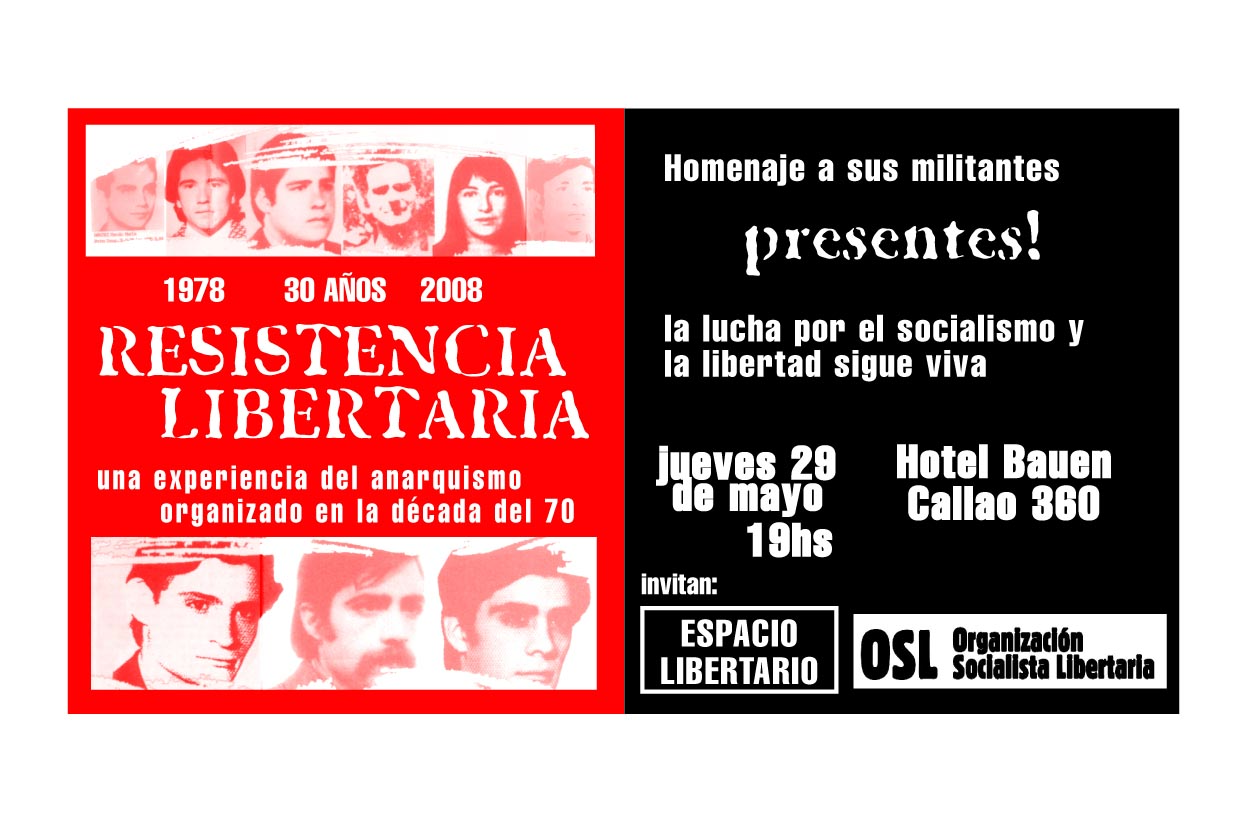 1978 30 AÑOS 2008
RESISTENCIA
LIBERTARIA
una experiencia del anarquismo
organizado en la década del 70
Homenaje a sus militantes
presentes!
la lucha por el socialismo y
la libertad sigue viva
jueves 29
de mayo
19hs
Hotel Bauen
Callao 360
invitan:
ESPACIO
LIBERTARIO
OSL Organización
Socialista Libertaria